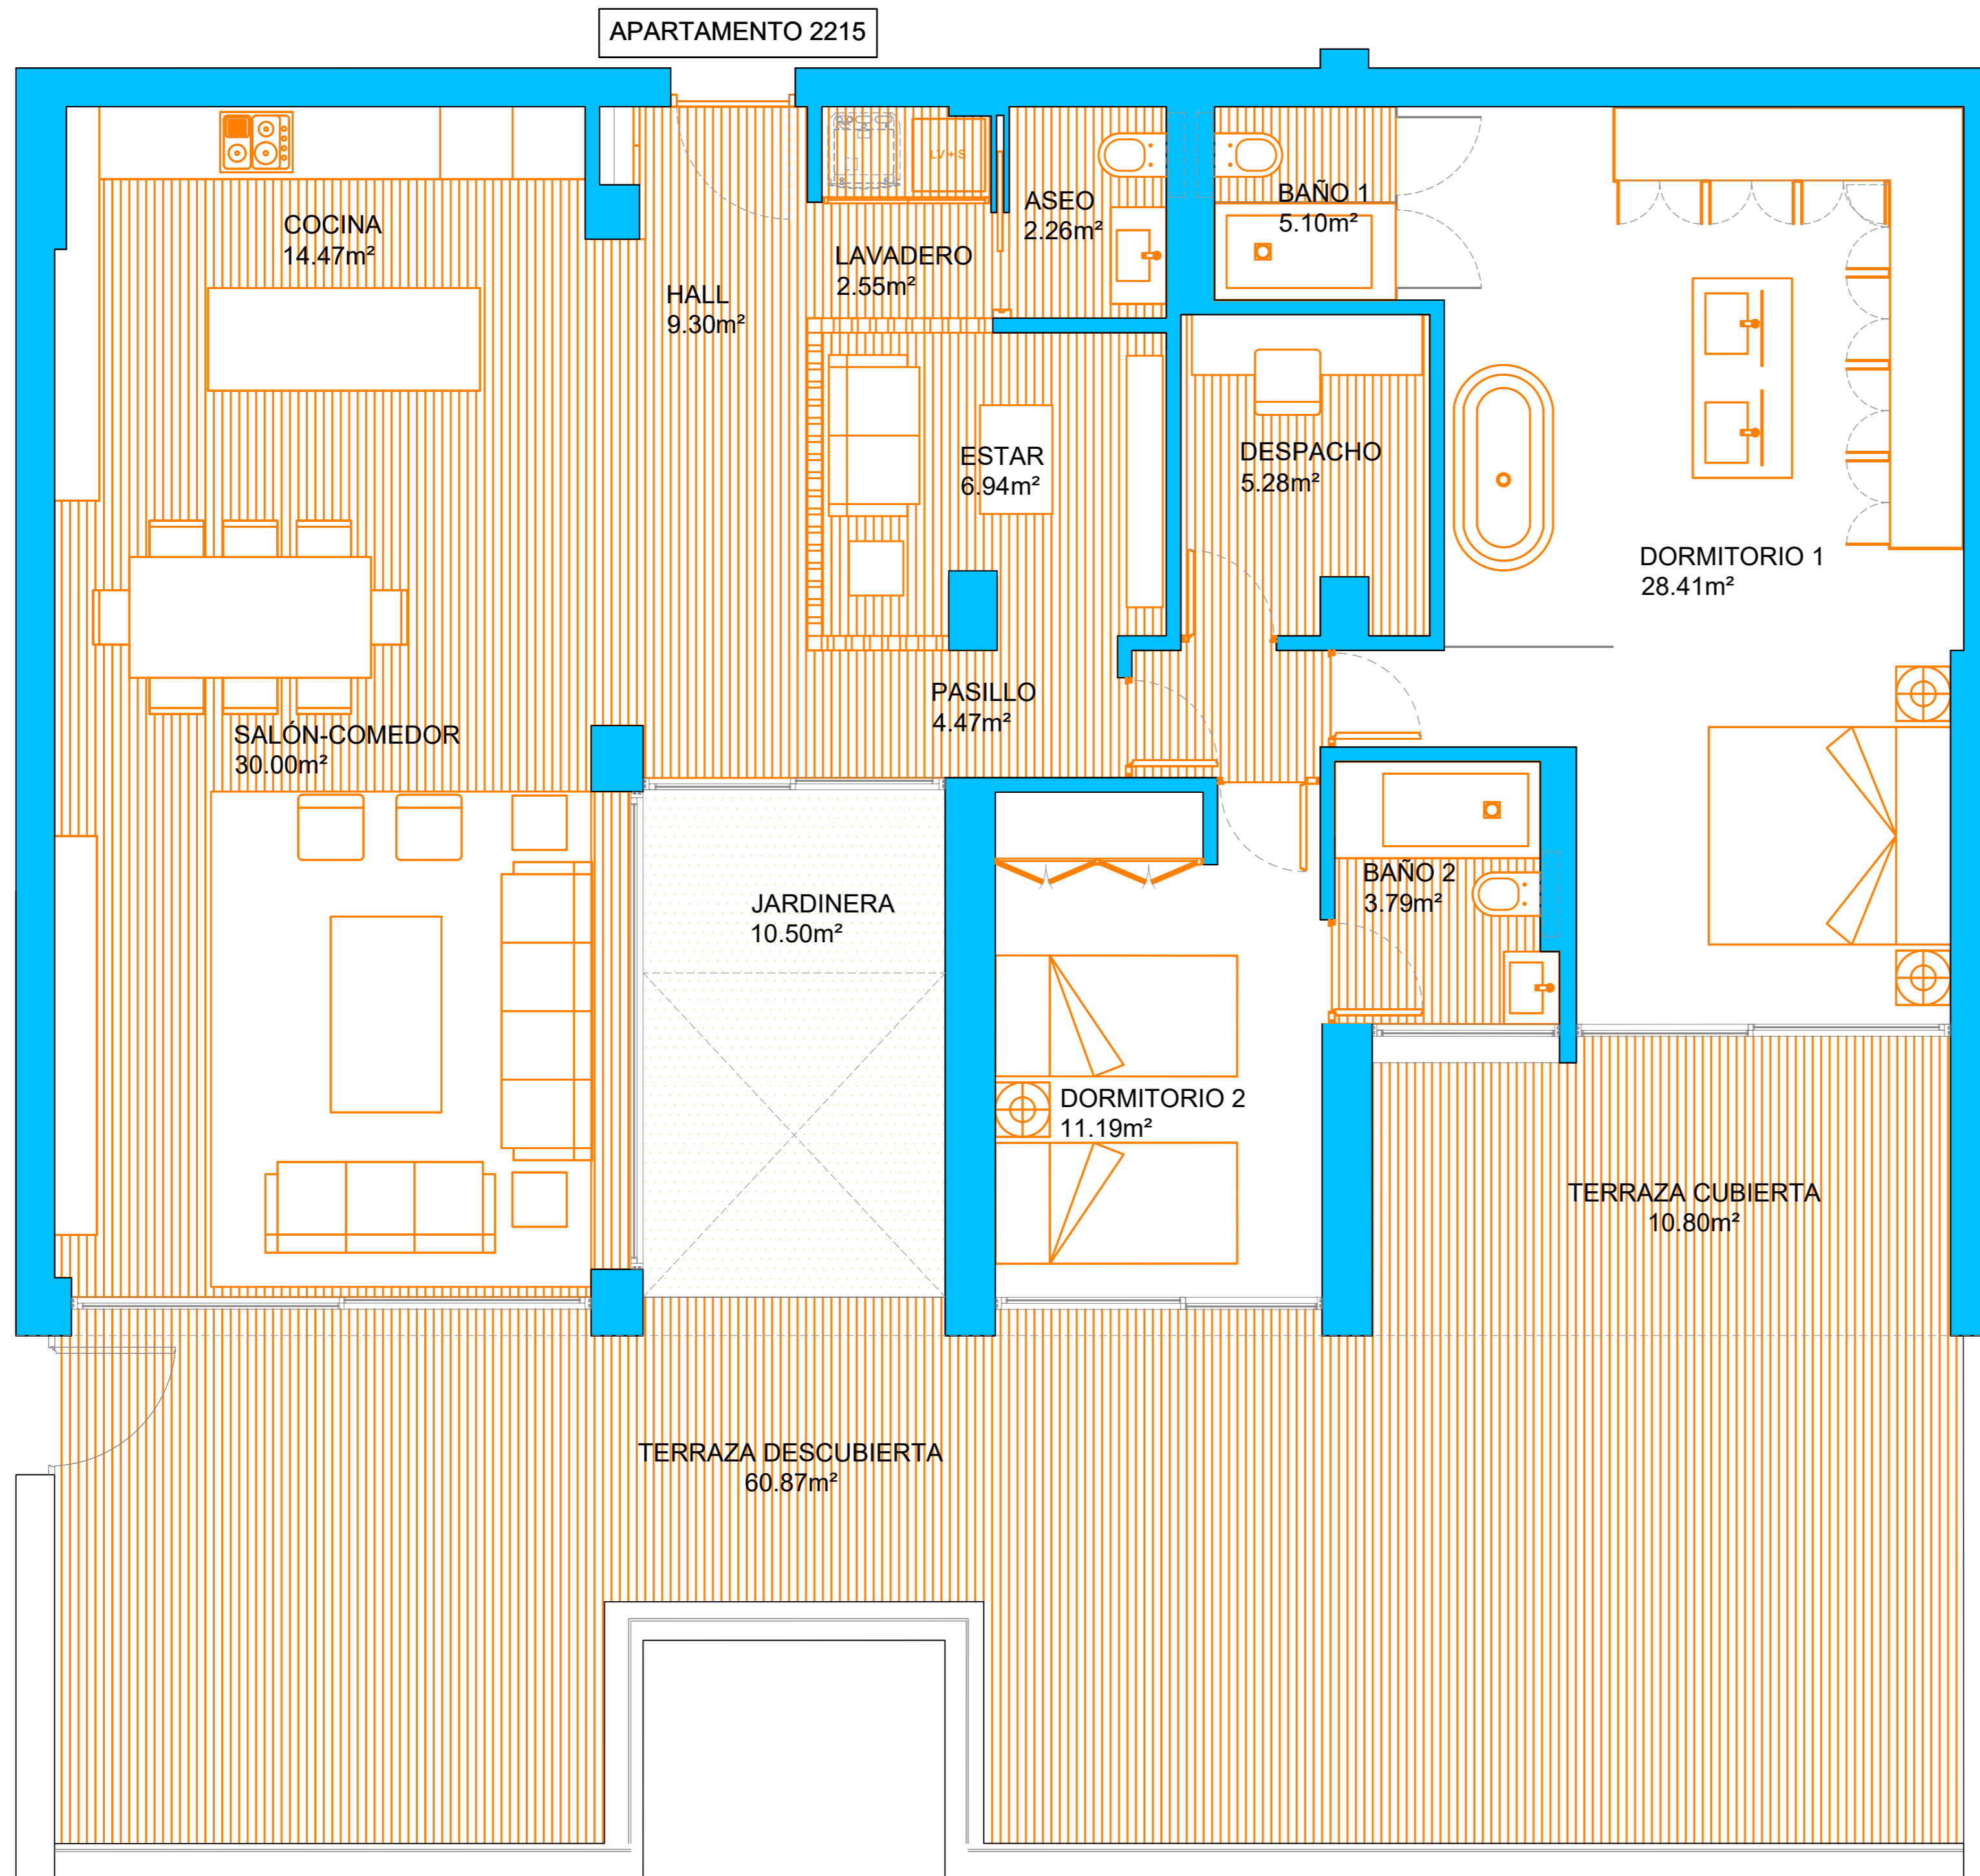 APARTAMENTO 2215
COCINA
14.47m²
HALL
9.30m²
LAVADERO
2.55m²
LV+S
ASEO
2.26m²
BAÑO 1
5.10m²
ESTAR
6.94m²
DESPACHO
5.28m²
DORMITORIO 1
28.41m²
SALÓN-COMEDOR
30.00m²
PASILLO
4.47m²
JARDINERA
10.50m²
BAÑO 2
3.79m²
DORMITORIO 2
11.19m²
TERRAZA CUBIERTA
10.80m²
TERRAZA DESCUBIERTA
60.87m²